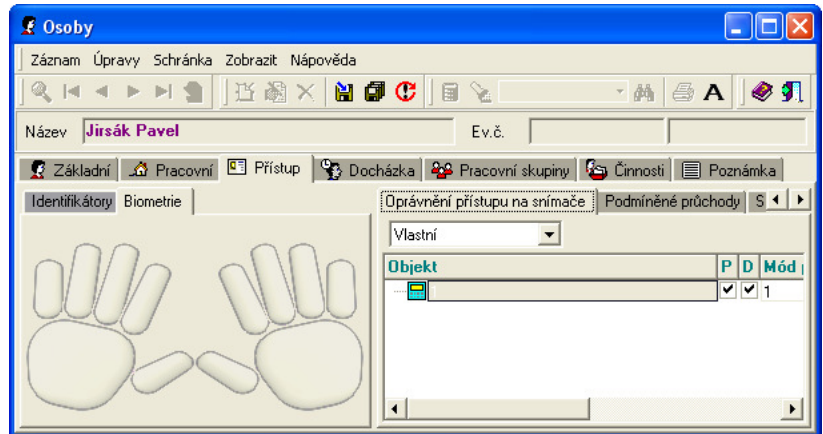 Osoby
Záznam Úpravy Schránka Zobrazit Nápověda
A
Název Jirsák Pavel Ev.č.
Základní Pracovní Přístup Docházka Pracovní skupiny Činnosti Poznámka
Identifikátory Biometrie Oprávnění přístupu na snímače Podmíněné průchody S
Vlastní
Objekt P D Mód
1